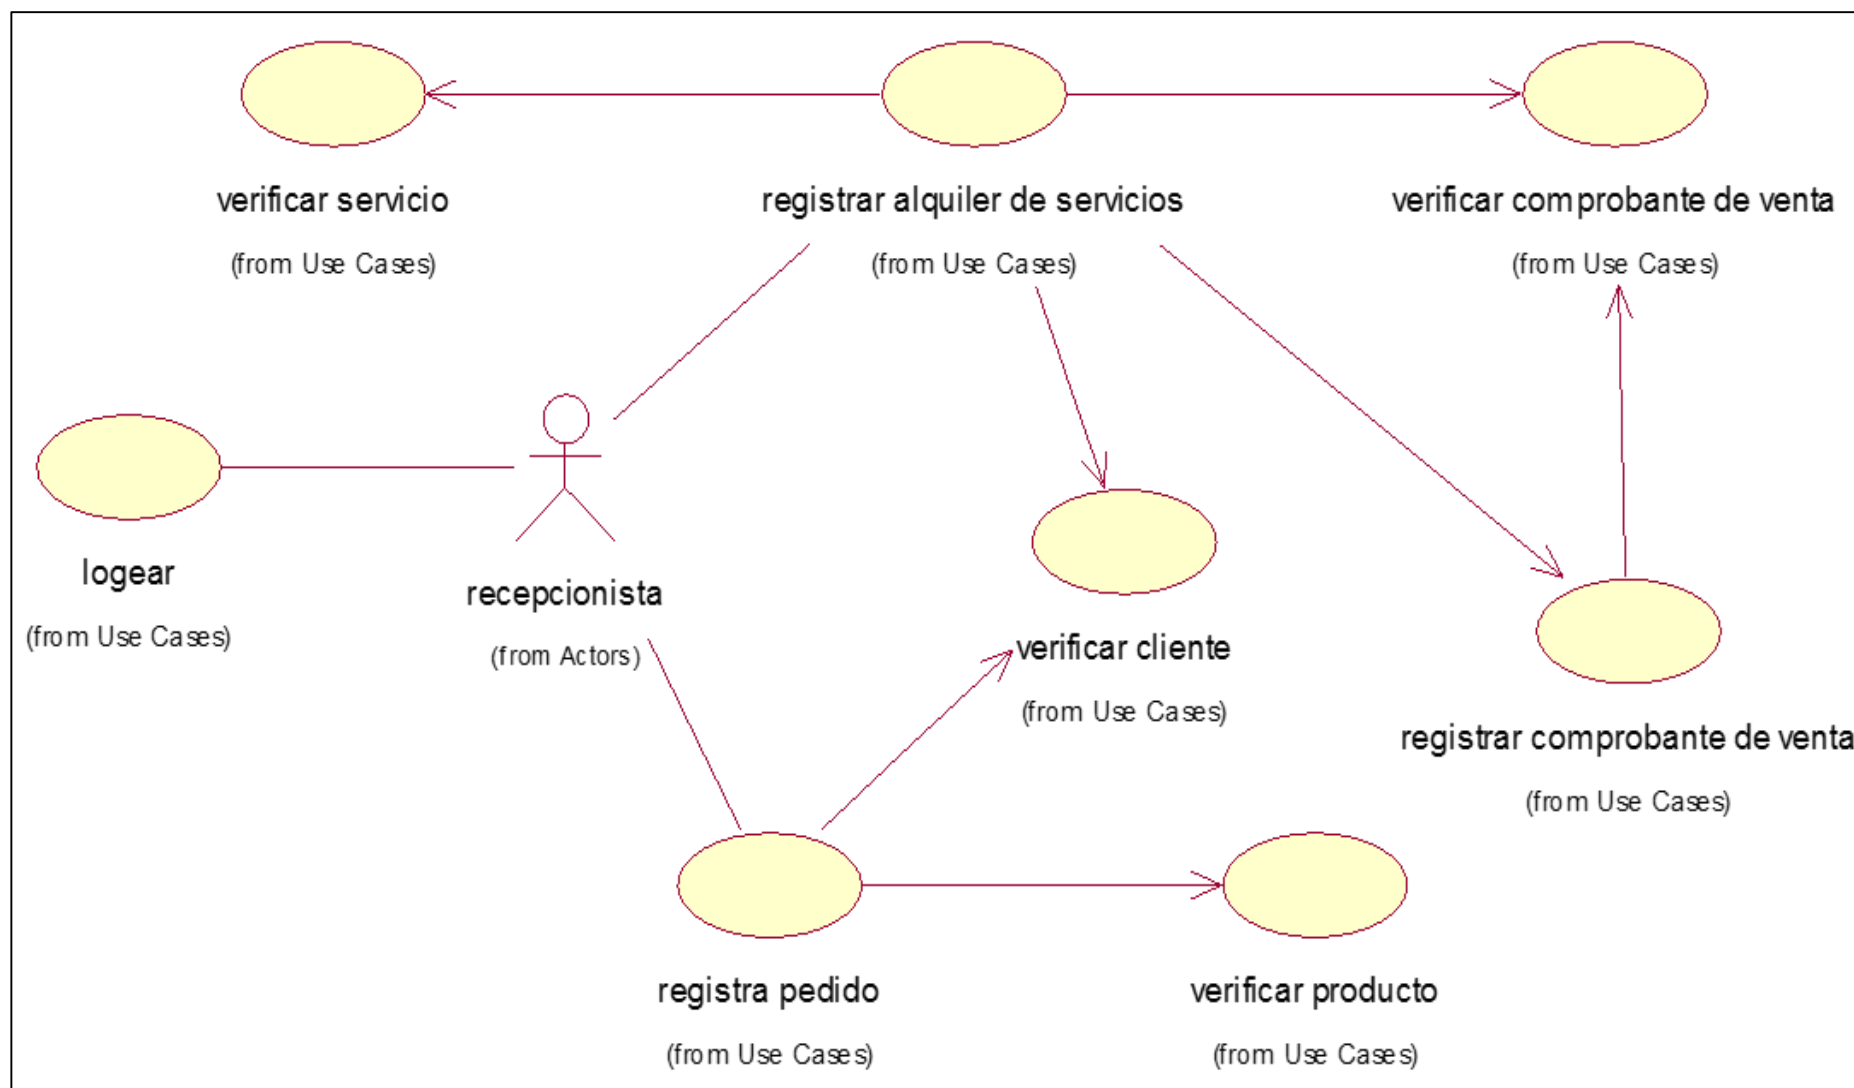 verificar servicio
(from Use Cases)
registrar alquiler de servicios
(from Use Cases)
verificar comprobante de venta
(from Use Cases)
logear
(from Use Cases)
recepcionista
(from Actors)
verificar cliente
(from Use Cases)
registrar comprobante de venta
(from Use Cases)
registra pedido
(from Use Cases)
verificar producto
(from Use Cases)